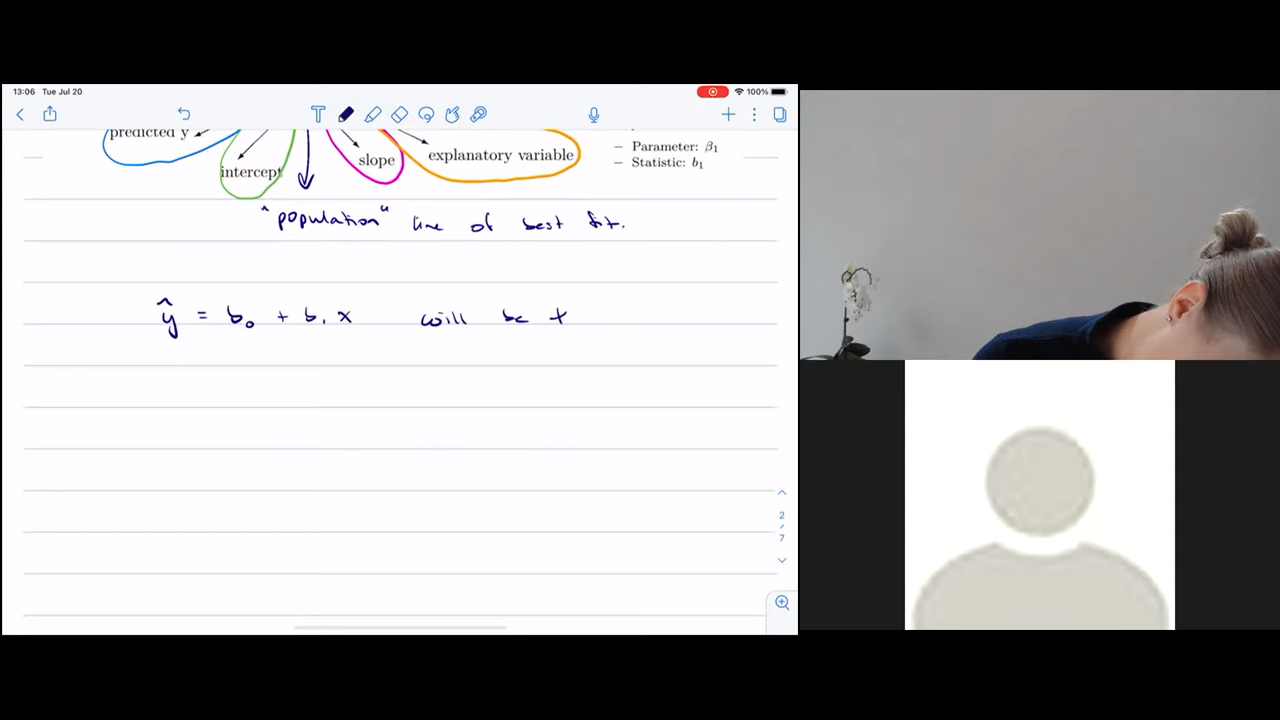 13:06 Tue Jul 20
100%
predicted y
intercept
slope
explanatory variable
– Parameter: β₁
– Statistic: b₁
"population" line of best fit.
ŷ = b₀ + b₁ x will be t
2
/
7